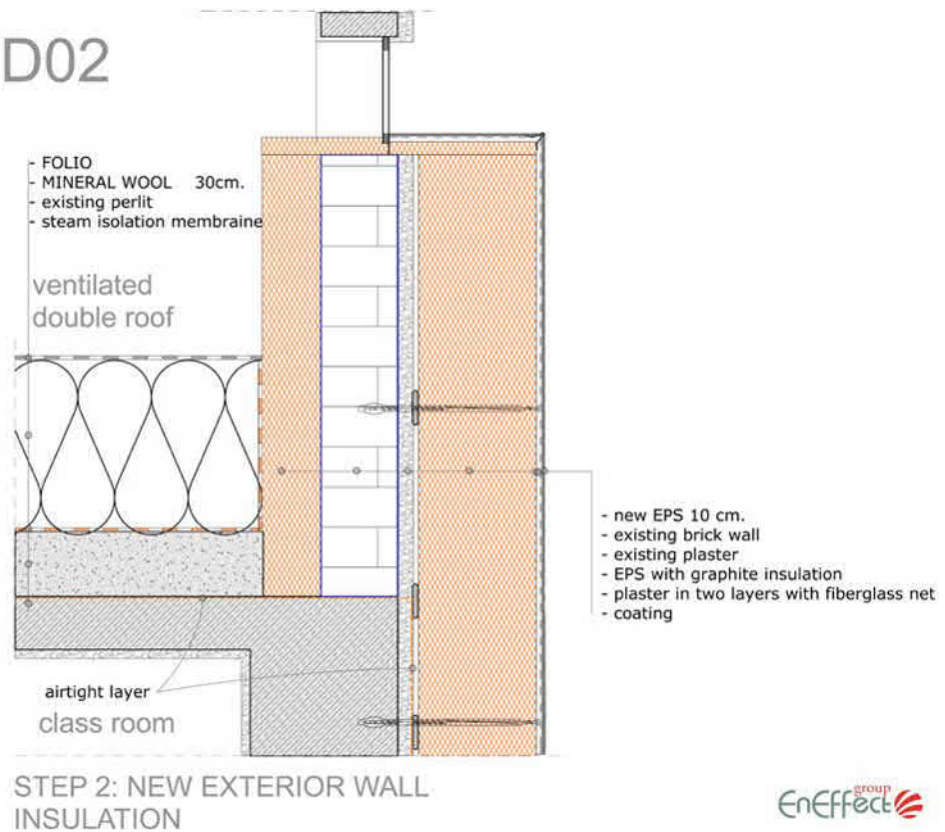 D02
- FOLIO
- MINERAL WOOL 30cm.
- existing perlit
- steam isolation membraine
ventilated
double roof
- new EPS 10 cm.
- existing brick wall
- existing plaster
- EPS with graphite insulation
- plaster in two layers with fiberglass net
- coating
airtight layer
class room
STEP 2: NEW EXTERIOR WALL
INSULATION
group
EnEffect